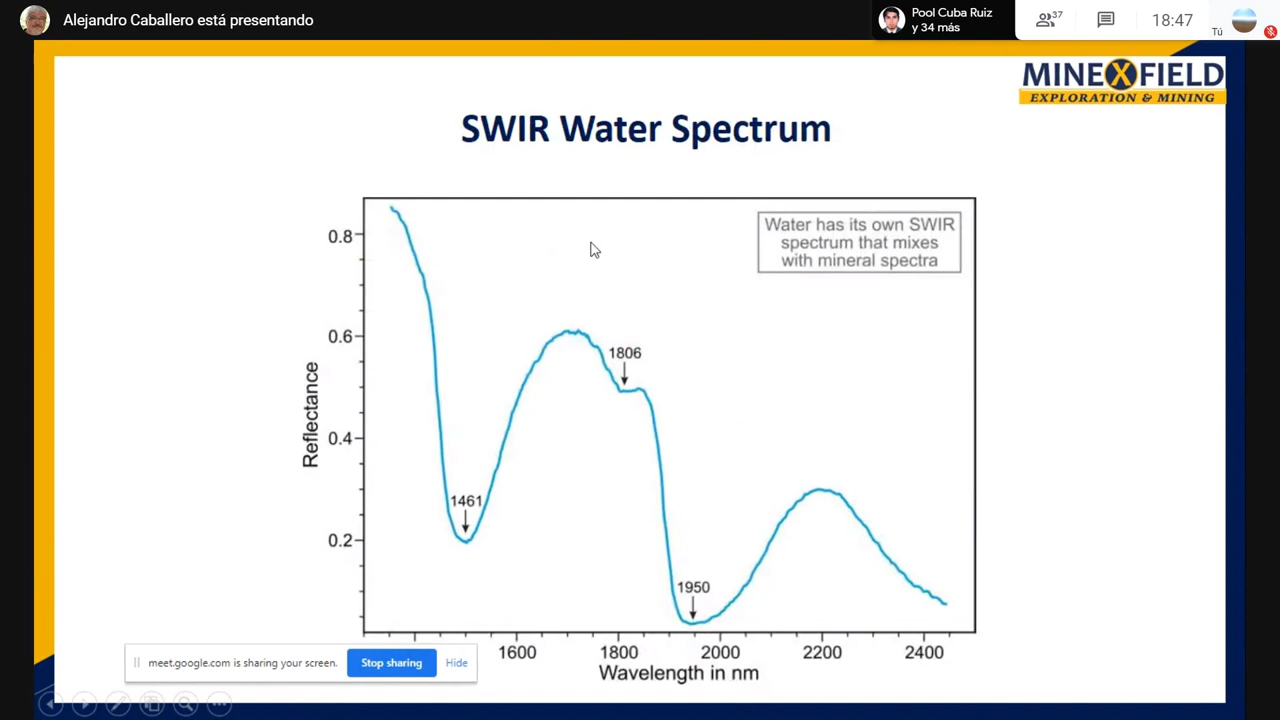 Alejandro Caballero está presentando
Pool Cuba Ruiz
y 34 más
37
18:47
Tú
MINEXFIELD
EXPLORATION & MINING
SWIR Water Spectrum
Water has its own SWIR
spectrum that mixes
with mineral spectra
0.8
0.6
0.4
0.2
Reflectance
1461
1806
1950
1600
1800
2000
2200
2400
Wavelength in nm
meet.google.com is sharing your screen.
Stop sharing
Hide